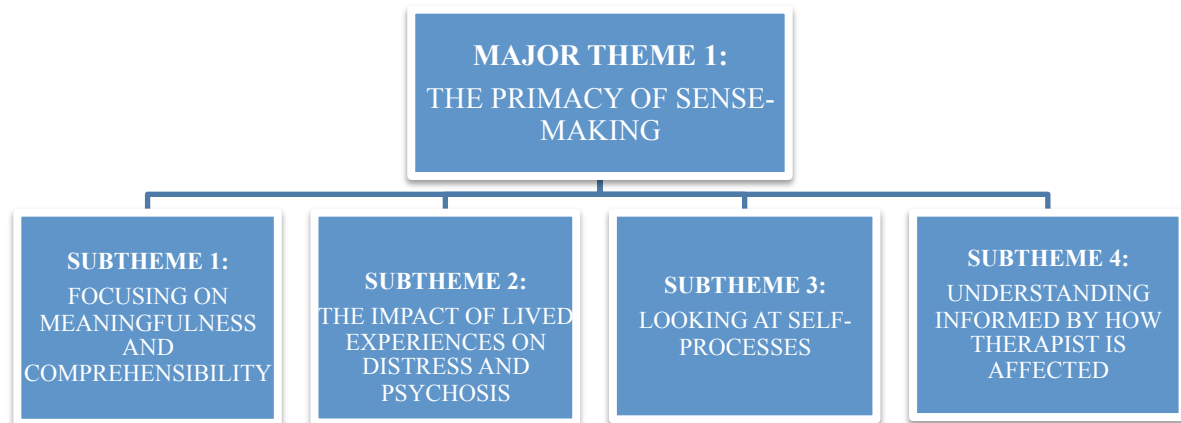 MAJOR THEME 1:
THE PRIMACY OF SENSE-
MAKING
SUBTHEME 1:
FOCUSING ON
MEANINGFULNESS
AND
COMPREHENSIBILITY
SUBTHEME 2:
THE IMPACT OF LIVED
EXPERIENCES ON
DISTRESS AND
PSYCHOSIS
SUBTHEME 3:
LOOKING AT SELF-
PROCESSES
SUBTHEME 4:
UNDERSTANDING
INFORMED BY HOW
THERAPIST IS
AFFECTED